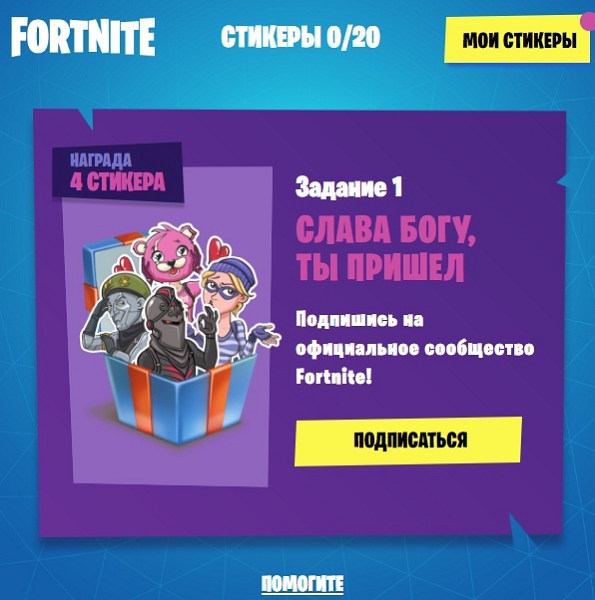 FORTNITE
СТИКЕРЫ 0/20
МОИ СТИКЕРЫ
НАГРАДА
4 СТИКЕРА
Задание 1
СЛАВА БОГУ,
ТЫ ПРИШЕЛ
Подпишись на
официальное сообщество
Fortnite!
ПОДПИСАТЬСЯ
ПОМОГИТЕ